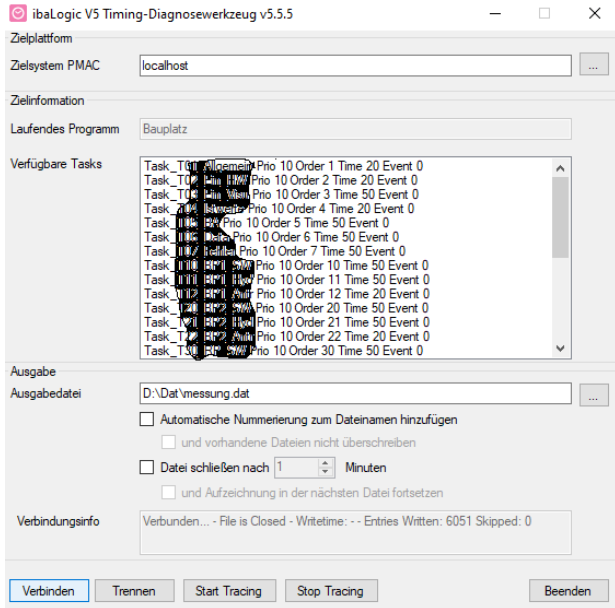 ibaLogic V5 Timing-Diagnosewerkzeug v5.5.5
Zielplattform
Zielsystem PMAC localhost ...
Zielinformation
Laufendes Programm Bauplatz
Verfügbare Tasks
Prio 10 Order 1 Time 20 Event 0
Prio 10 Order 2 Time 20 Event 0
Prio 10 Order 3 Time 50 Event 0
Prio 10 Order 4 Time 20 Event 0
Prio 10 Order 5 Time 50 Event 0
Prio 10 Order 6 Time 50 Event 0
Prio 10 Order 7 Time 50 Event 0
Prio 10 Order 10 Time 50 Event 0
Prio 10 Order 11 Time 50 Event 0
Prio 10 Order 12 Time 20 Event 0
Prio 10 Order 20 Time 50 Event 0
Prio 10 Order 21 Time 50 Event 0
Prio 10 Order 22 Time 20 Event 0
Prio 10 Order 30 Time 50 Event 0
Ausgabe
Ausgabedatei D:\Dat\messung.dat ...
Automatische Nummerierung zum Dateinamen hinzufügen
und vorhandene Dateien nicht überschreiben
Datei schließen nach 1 Minuten
und Aufzeichnung in der nächsten Datei fortsetzen
Verbindungsinfo Verbunden... - File is Closed - Writetime: - - Entries Written: 6051 Skipped: 0
Verbinden Trennen Start Tracing Stop Tracing Beenden